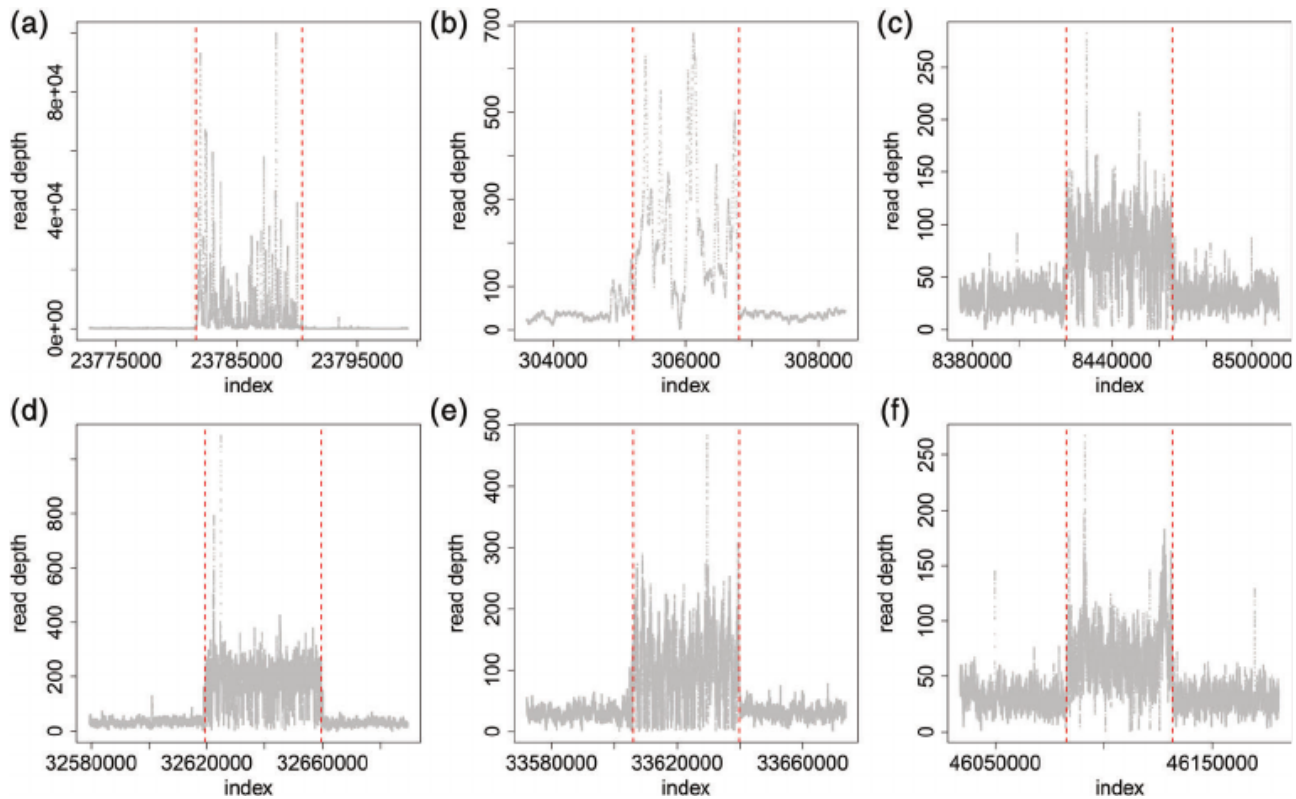 (a)
read depth
0e+00 4e+04 8e+04
23775000 23785000 23795000
index
(b)
read depth
0 100 300 500 700
304000 306000 308000
index
(c)
read depth
0 50 100 150 200 250
8380000 8440000 8500000
index
(d)
read depth
0 200 400 600 800
32580000 32620000 32660000
index
(e)
read depth
0 100 200 300 400 500
33580000 33620000 33660000
index
(f)
read depth
0 50 100 150 200 250
46050000 46150000
index